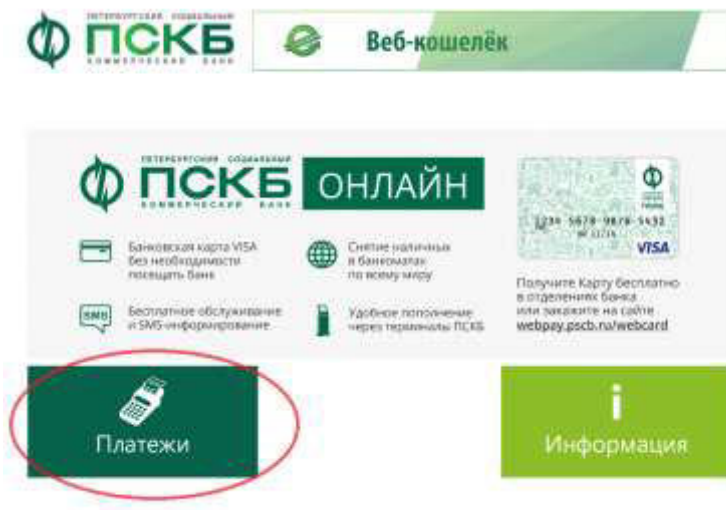 ПЕТЕРБУРГСКИЙ СОЦИАЛЬНЫЙ
ПСКБ
КОММЕРЧЕСКИЙ БАНК
Веб-кошелёк
ПЕТЕРБУРГСКИЙ СОЦИАЛЬНЫЙ
ПСКБ
КОММЕРЧЕСКИЙ БАНК
ОНЛАЙН
Банковская карта VISA
без необходимости
посещать банк
Снятие наличных
в банкоматах
по всему миру
SMS
Бесплатное обслуживание
и SMS-информирование
Удобное пополнение
через терминалы ПСКБ
1234 5678 9876 5432
VISA
Получите Карту бесплатно
в отделениях банка
или закажите на сайте
webpay.pscb.ru/webcard
Платежи
i
Информация